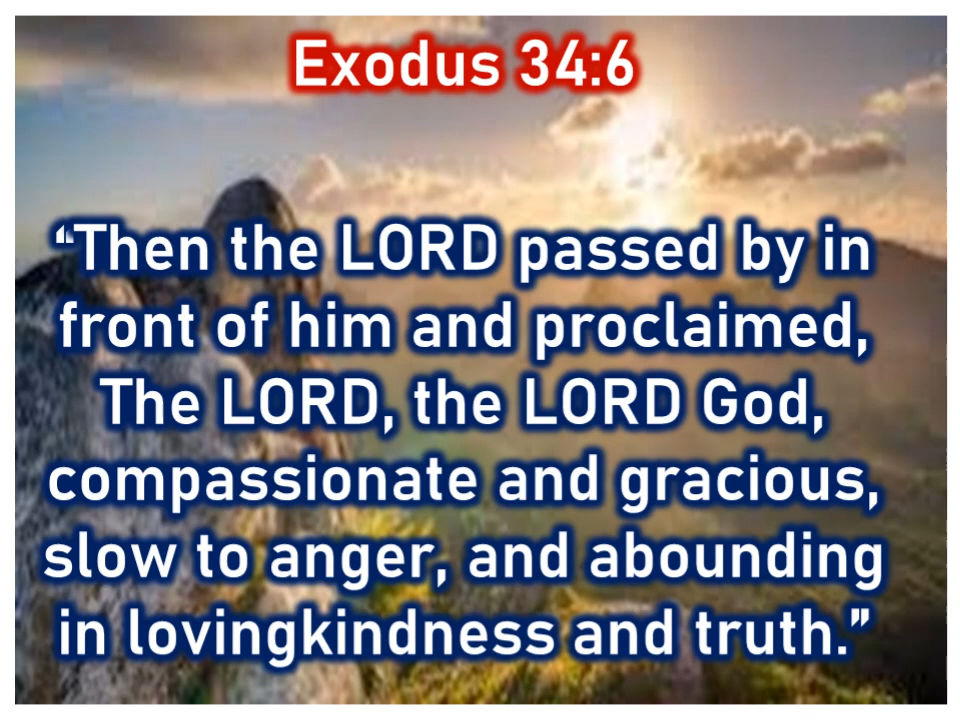 Exodus 34:6
“Then the LORD passed by in
front of him and proclaimed,
The LORD, the LORD God,
compassionate and gracious,
slow to anger, and abounding
in lovingkindness and truth.”